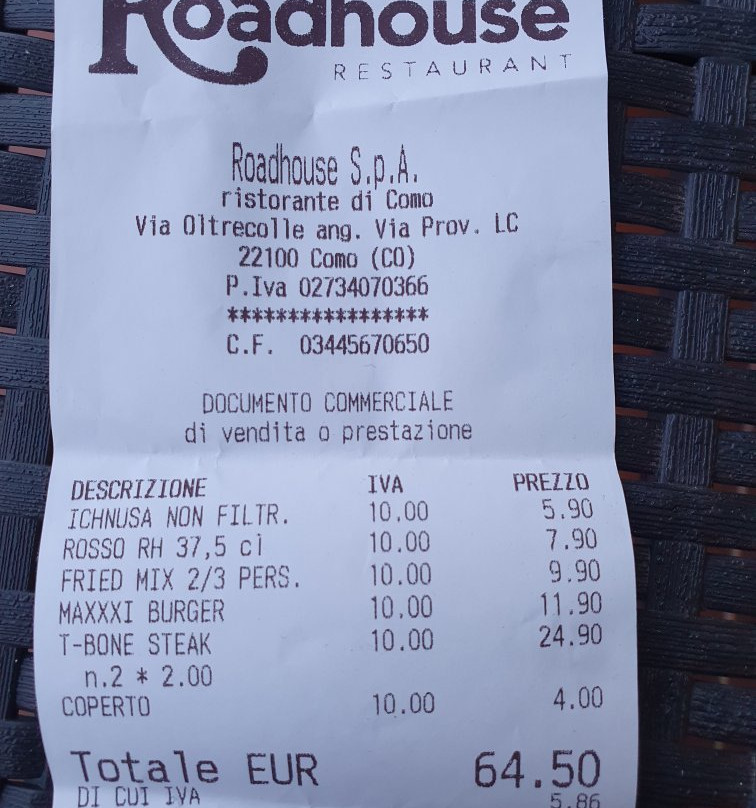 Roadhouse
RESTAURANT
Roadhouse S.p.A.
ristorante di Como
Via Oltrecolle ang. Via Prov. LC
22100 Como (CO)
P.Iva 02734070366
*****************
C.F. 03445670650
DOCUMENTO COMMERCIALE
di vendita o prestazione
DESCRIZIONE IVA PREZZO
ICHNUSA NON FILTR. 10.00 5.90
ROSSO RH 37,5 cì 10.00 7.90
FRIED MIX 2/3 PERS. 10.00 9.90
MAXXXI BURGER 10.00 11.90
T-BONE STEAK 10.00 24.90
n.2 * 2.00
COPERTO 10.00 4.00
Totale EUR 64.50
DI CUI IVA 5.86